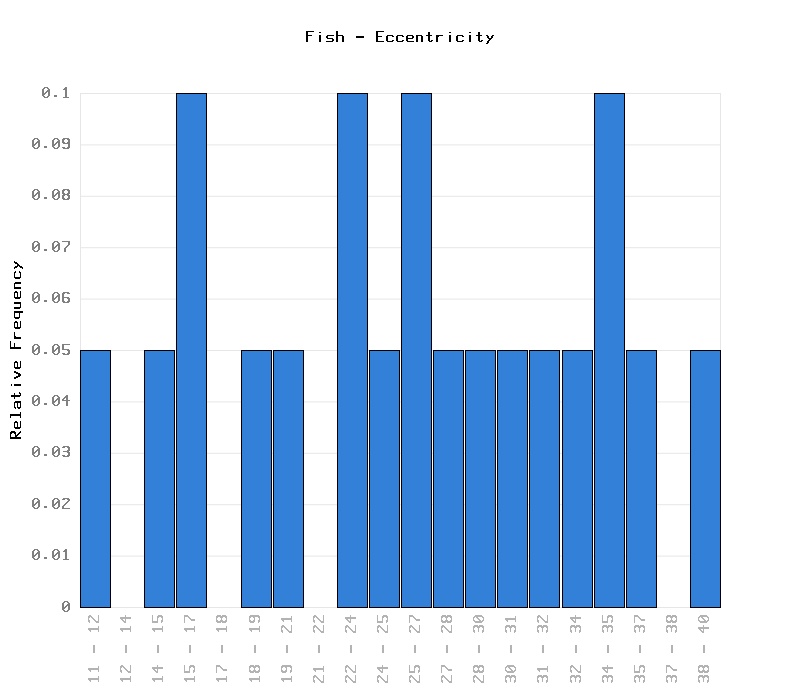 Fish - Eccentricity
Relative Frequency
0.1
0.09
0.08
0.07
0.06
0.05
0.04
0.03
0.02
0.01
0
11 - 12
12 - 14
14 - 15
15 - 17
17 - 18
18 - 19
19 - 21
21 - 22
22 - 24
24 - 25
25 - 27
27 - 28
28 - 30
30 - 31
31 - 32
32 - 34
34 - 35
35 - 37
37 - 38
38 - 40